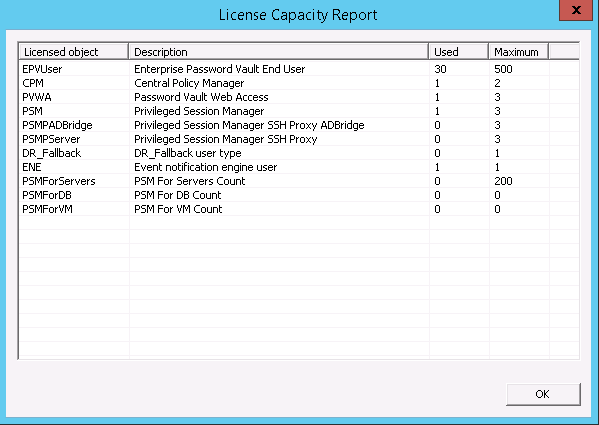 License Capacity Report
x
Licensed object Description Used Maximum
EPVUser Enterprise Password Vault End User 30 500
CPM Central Policy Manager 1 2
PVWA Password Vault Web Access 1 3
PSM Privileged Session Manager 1 3
PSMPADBridge Privileged Session Manager SSH Proxy ADBridge 0 3
PSMPServer Privileged Session Manager SSH Proxy 0 3
DR_Fallback DR_Fallback user type 0 1
ENE Event notification engine user 1 1
PSMForServers PSM For Servers Count 0 200
PSMForDB PSM For DB Count 0 0
PSMForVM PSM For VM Count 0 0
OK